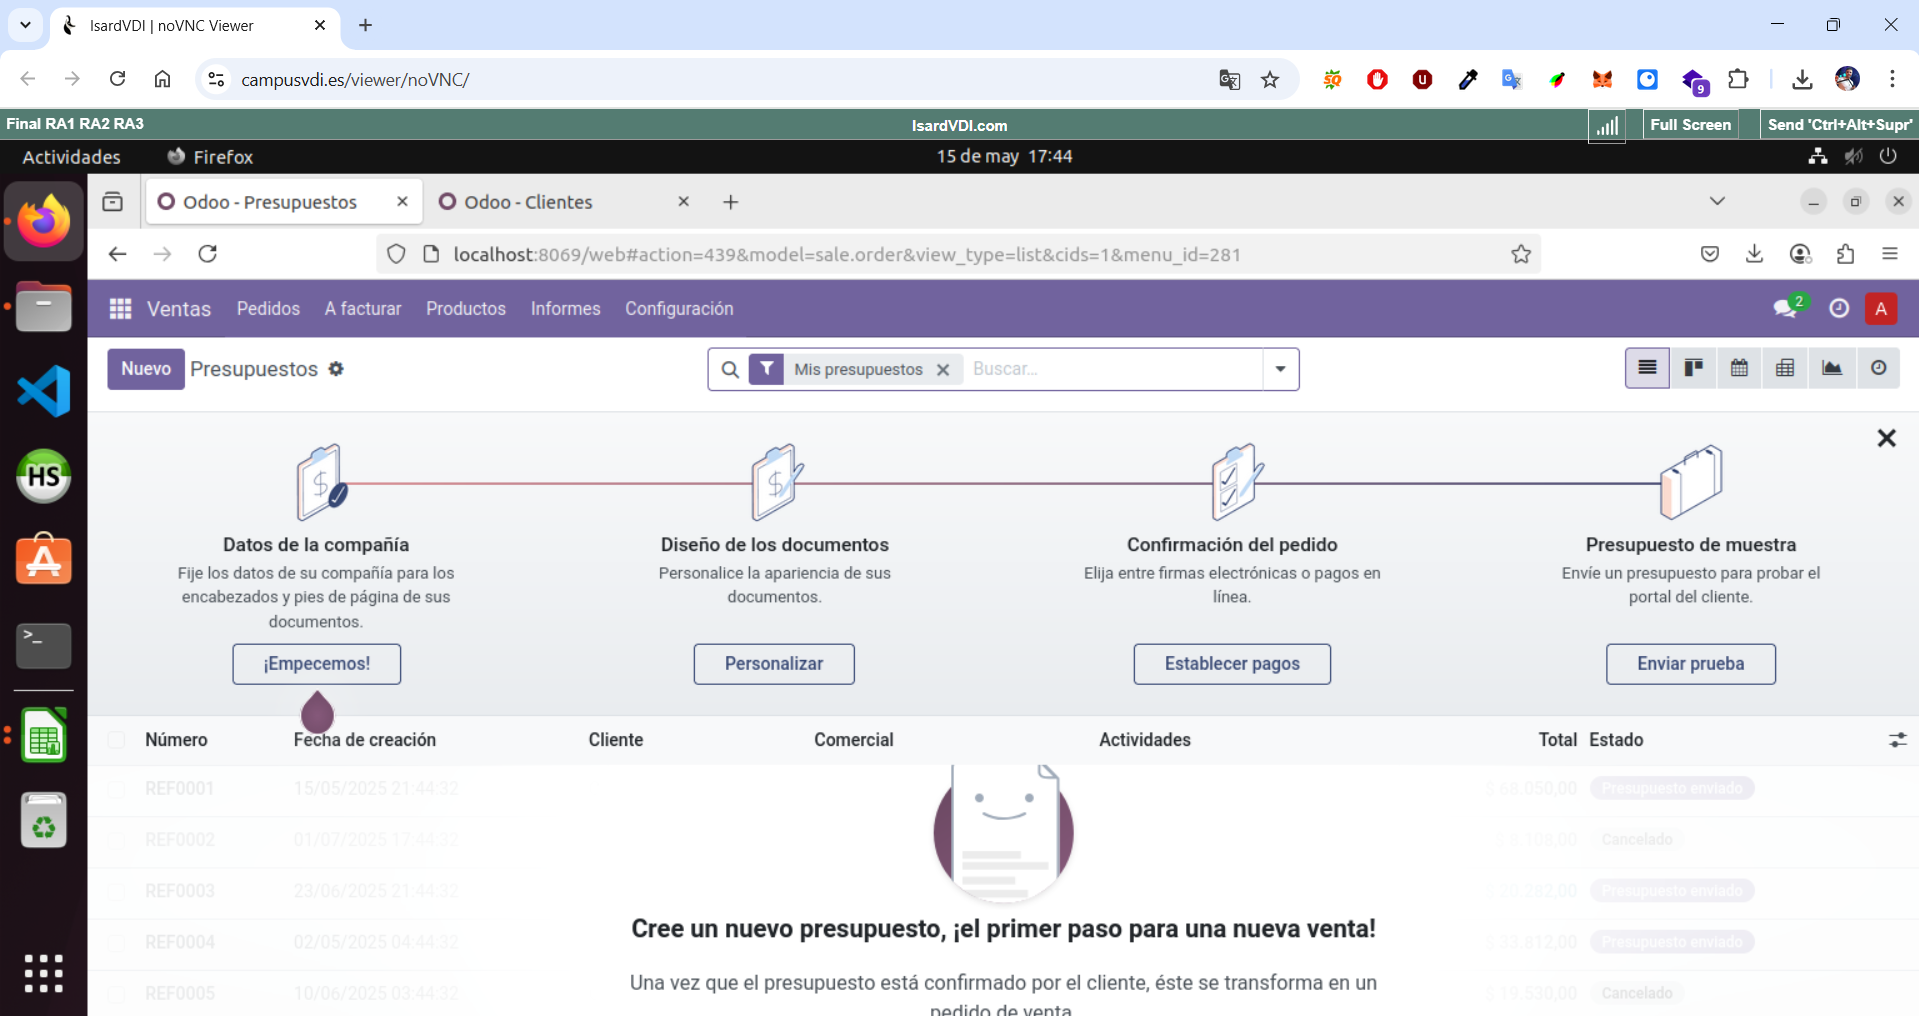 IsardVDI | noVNC Viewer
campusvdi.es/viewer/noVNC/
9
Final RA1 RA2 RA3
IsardVDI.com
Full Screen
Send 'Ctrl+Alt+Supr'
Actividades
Firefox
15 de may 17:44
Odoo - Presupuestos
Odoo - Clientes
localhost:8069/web#action=439&model=sale.order&view_type=list&cids=1&menu_id=281
Ventas
Pedidos
A facturar
Productos
Informes
Configuración
2
A
Nuevo
Presupuestos
Mis presupuestos
Buscar...
Datos de la compañía
Fije los datos de su compañía para los
encabezados y pies de página de sus
documentos.
¡Empecemos!
Diseño de los documentos
Personalice la apariencia de sus
documentos.
Personalizar
Confirmación del pedido
Elija entre firmas electrónicas o pagos en
línea.
Establecer pagos
Presupuesto de muestra
Envíe un presupuesto para probar el
portal del cliente.
Enviar prueba
HS
Número
Fecha de creación
Cliente
Comercial
Actividades
Total
Estado
REF0001 15/05/2025 21:44:32 $ 68.050,00 Presupuesto enviado
REF0002 01/07/2025 17:44:32 Cancelado
REF0003 23/06/2025 21:44:32 Presupuesto enviado
REF0004 02/05/2025 04:44:32 Presupuesto enviado
REF0005 10/06/2025 03:44:32 $ 19.530,00 Cancelado
Cree un nuevo presupuesto, ¡el primer paso para una nueva venta!
Una vez que el presupuesto está confirmado por el cliente, éste se transforma en un
pedido de venta.